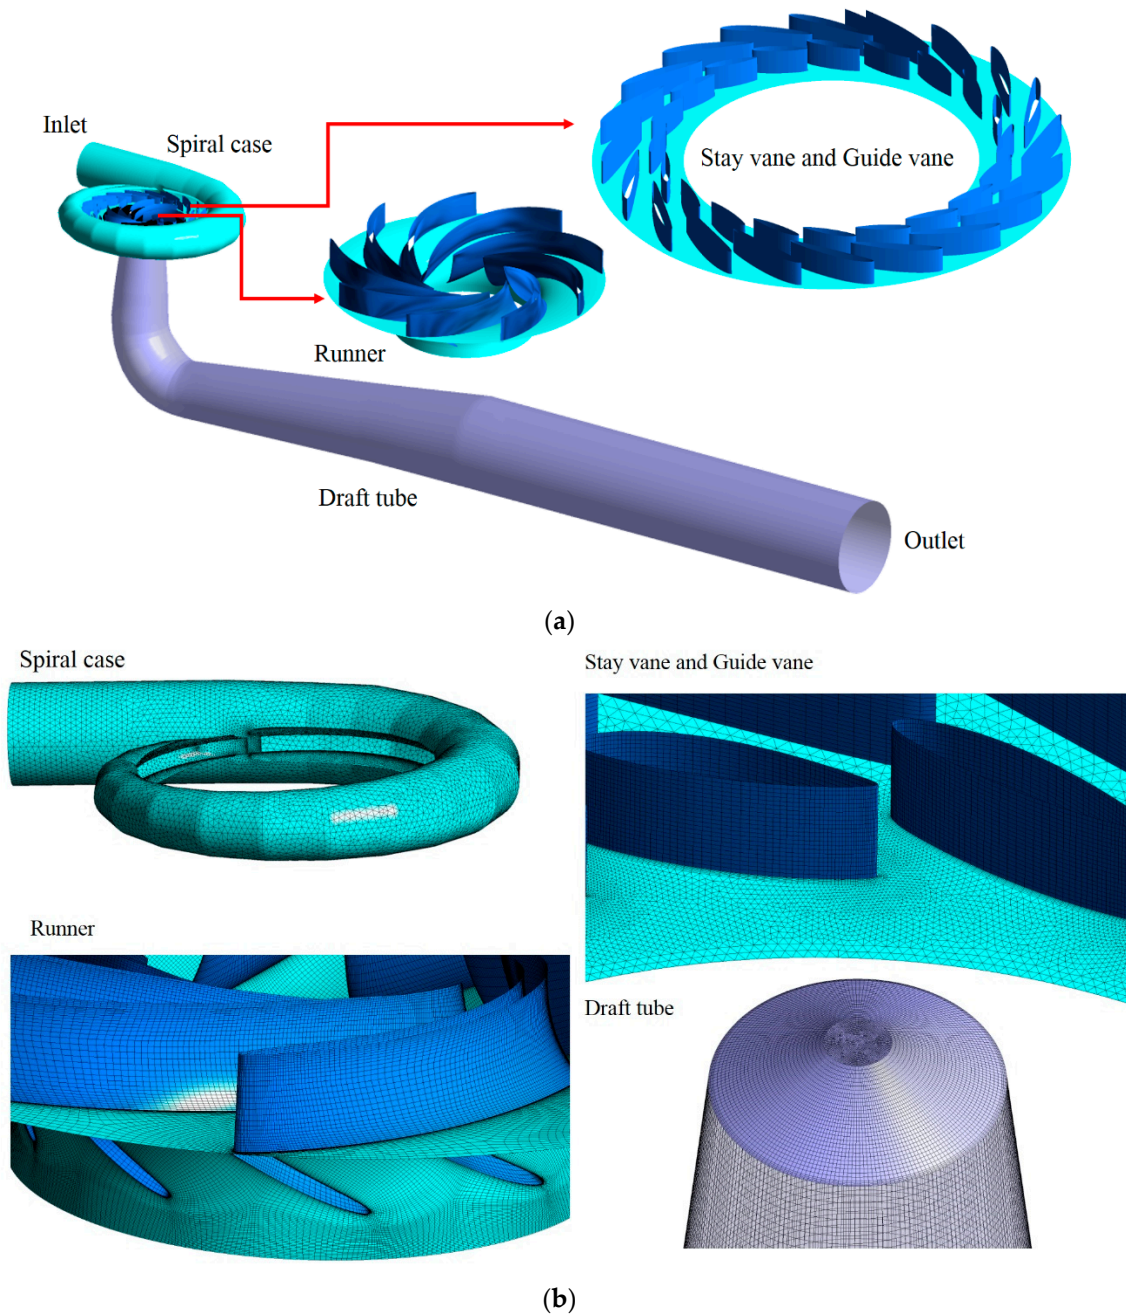 Inlet
Spiral case
Stay vane and Guide vane
Runner
Draft tube
Outlet
(a)
Spiral case
Stay vane and Guide vane
Runner
Draft tube
(b)